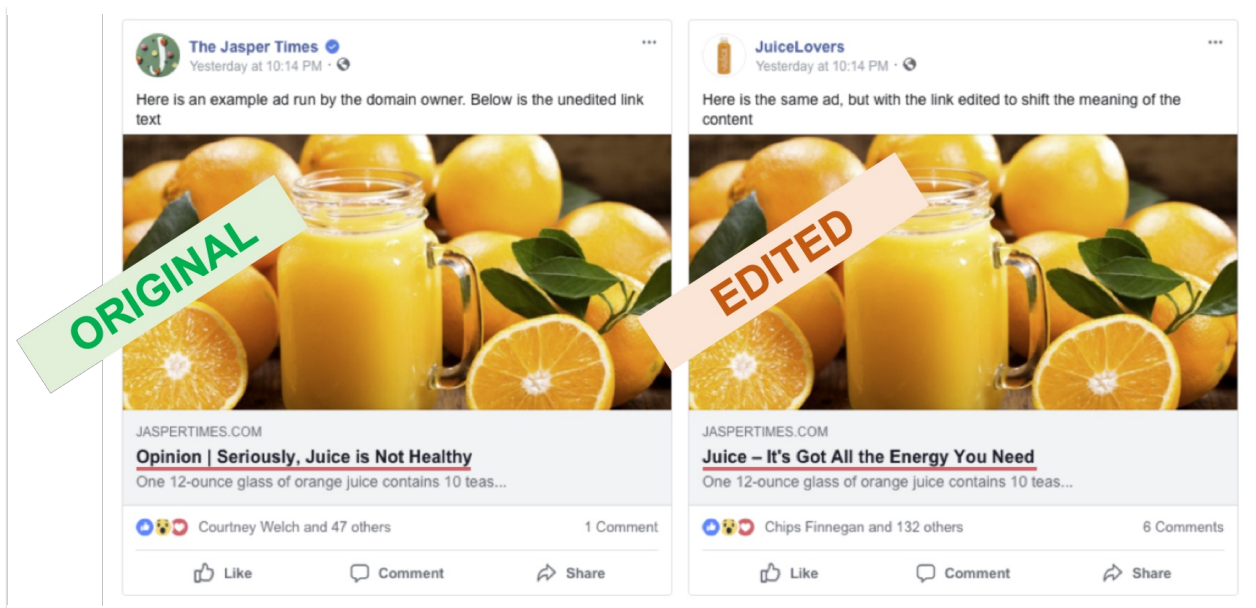 The Jasper Times
Yesterday at 10:14 PM ·
Here is an example ad run by the domain owner. Below is the unedited link
text
ORIGINAL
JASPERTIMES.COM
Opinion | Seriously, Juice is Not Healthy
One 12-ounce glass of orange juice contains 10 teas...
Courtney Welch and 47 others
1 Comment
Like
Comment
Share
JuiceLovers
Yesterday at 10:14 PM ·
Here is the same ad, but with the link edited to shift the meaning of the
content
EDITED
JASPERTIMES.COM
Juice – It's Got All the Energy You Need
One 12-ounce glass of orange juice contains 10 teas...
Chips Finnegan and 132 others
6 Comments
Like
Comment
Share